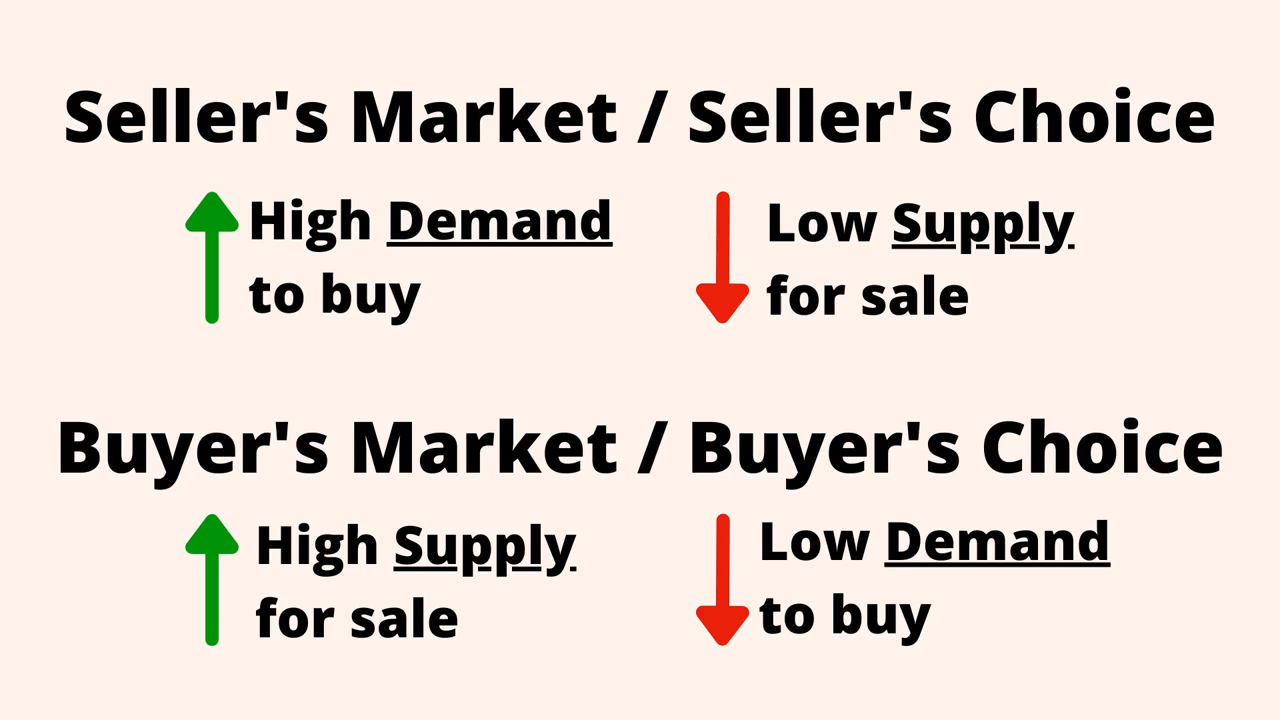 Seller's Market / Seller's Choice
High Demand
to buy
Low Supply
for sale
Buyer's Market / Buyer's Choice
High Supply
for sale
Low Demand
to buy